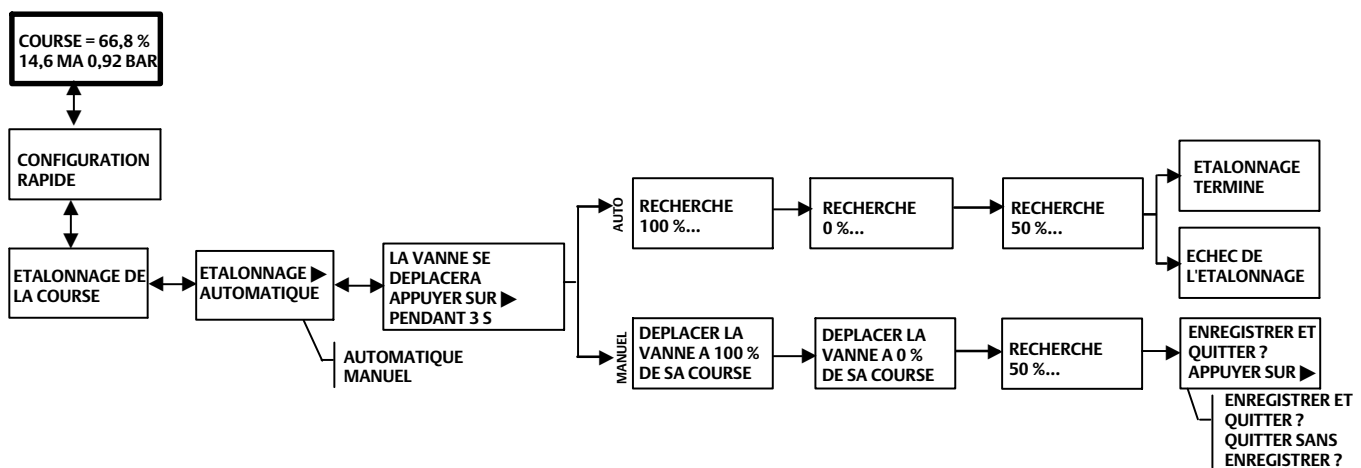 COURSE = 66,8 %
14,6 MA 0,92 BAR
CONFIGURATION
RAPIDE
ETALONNAGE DE
LA COURSE
ETALONNAGE ▶
AUTOMATIQUE
AUTOMATIQUE
MANUEL
LA VANNE SE
DEPLACERA
APPUYER SUR ▶
PENDANT 3 S
AUTO
RECHERCHE
100 %...
RECHERCHE
0 %...
RECHERCHE
50 %...
ETALONNAGE
TERMINE
ECHEC DE
L'ETALONNAGE
MANUEL
DEPLACER LA
VANNE A 100 %
DE SA COURSE
DEPLACER LA
VANNE A 0 %
DE SA COURSE
RECHERCHE
50 %...
ENREGISTRER ET
QUITTER ?
APPUYER SUR ▶
ENREGISTRER ET
QUITTER ?
QUITTER SANS
ENREGISTRER ?